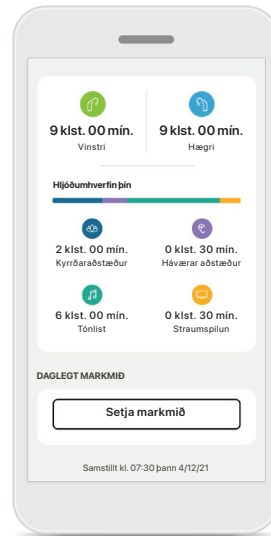 9 klst. 00 mín. 9 klst. 00 mín.
Vinstri Hægri
Hljóðumhverfin þín
2 klst. 00 mín. 0 klst. 30 mín.
Kyrrðaraðstæður Háværar aðstæður
6 klst. 00 mín. 0 klst. 30 mín.
Tónlist Straumspilun
DAGLEGT MARKMIÐ
Setja markmið
Samstillt kl. 07:30 þann 4/12/21